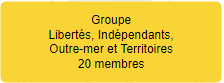 Groupe
Libertés, Indépendants,
Outre-mer et Territoires
20 membres